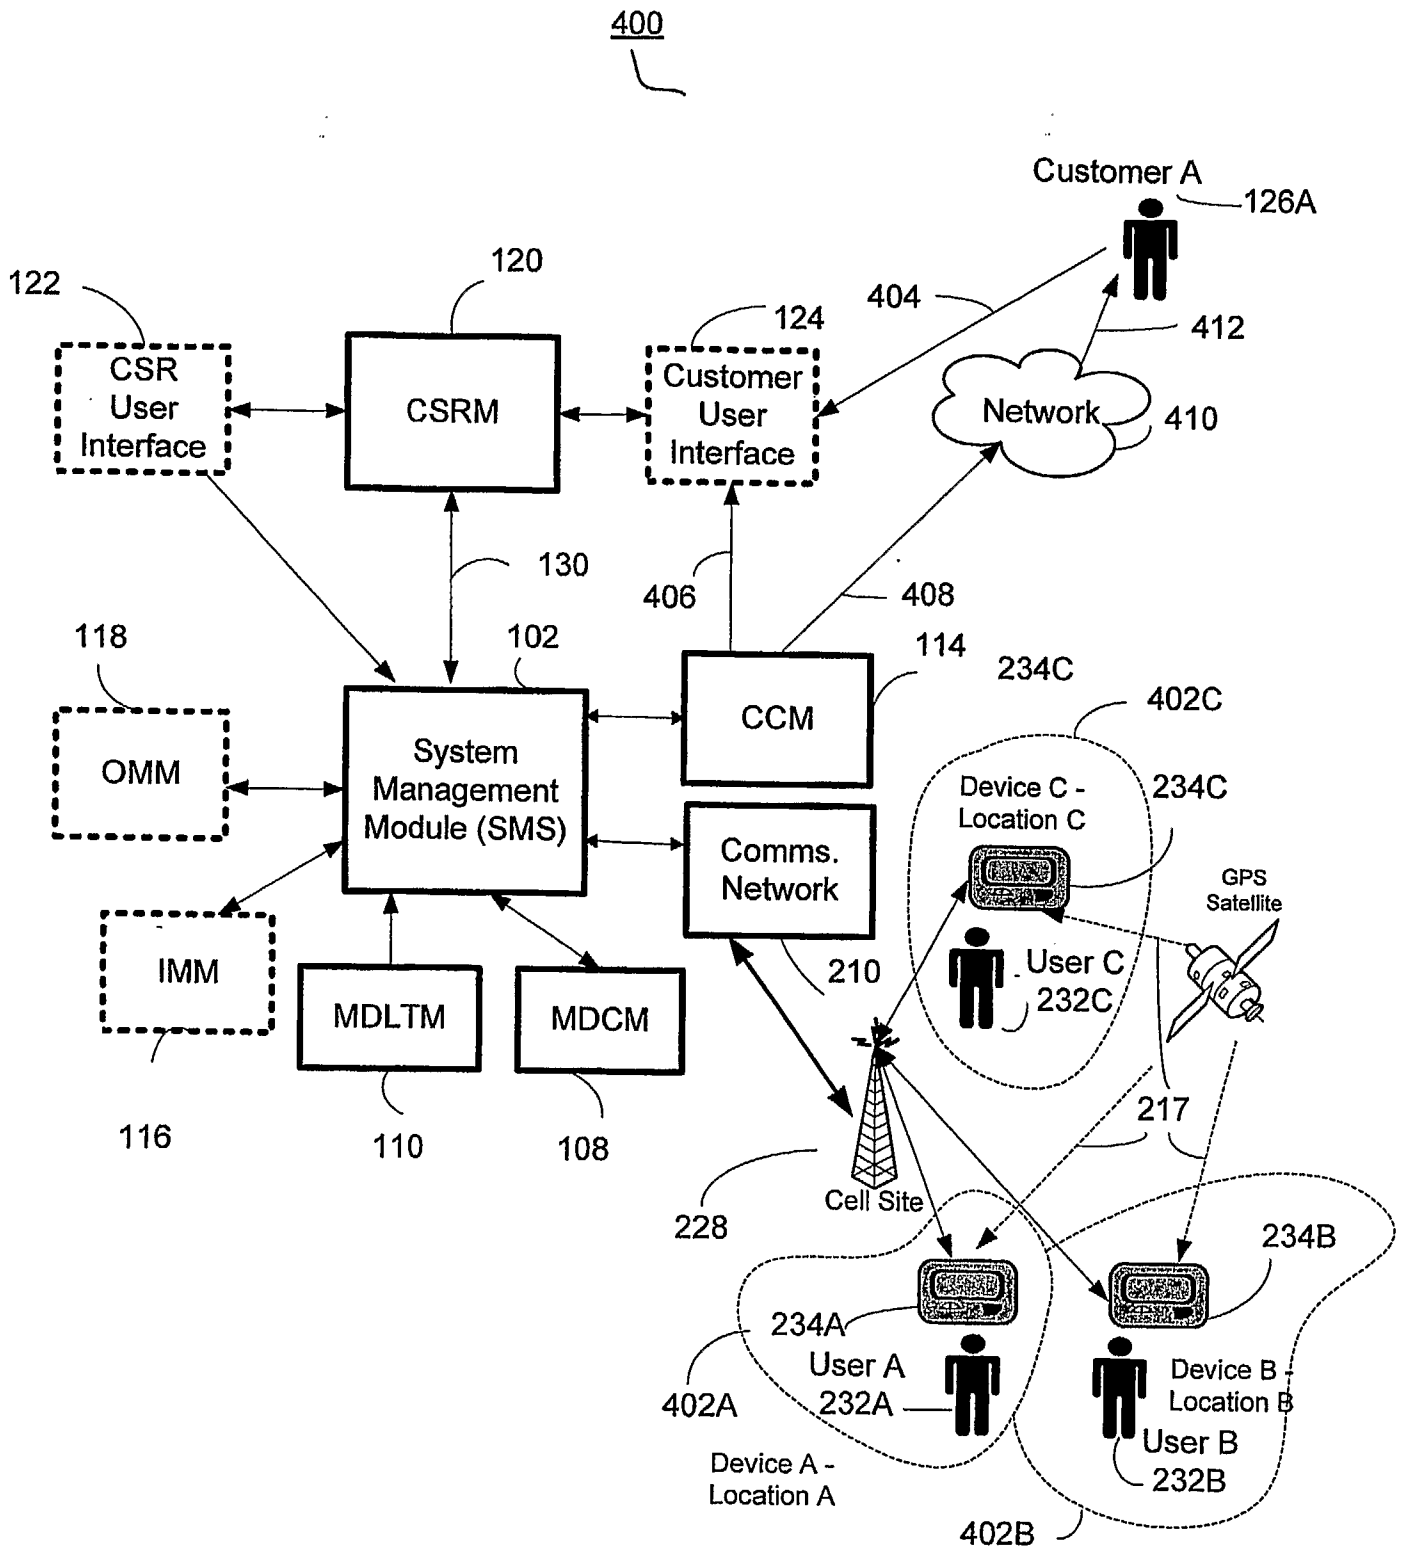 400
Customer A
126A
120
122
404
124
412
CSR
User
Interface
CSRM
Customer
User
Interface
Network
410
130
406
408
118
102
114
234C
402C
OMM
System
Management
Module (SMS)
CCM
Device C -
Location C
234C
Comms.
Network
GPS
Satellite
IMM
MDLTM
MDCM
210
User C
232C
116
110
108
217
228
Cell Site
234B
234A
User A
232A
402A
Device B -
Location B
User B
232B
Device A -
Location A
402B